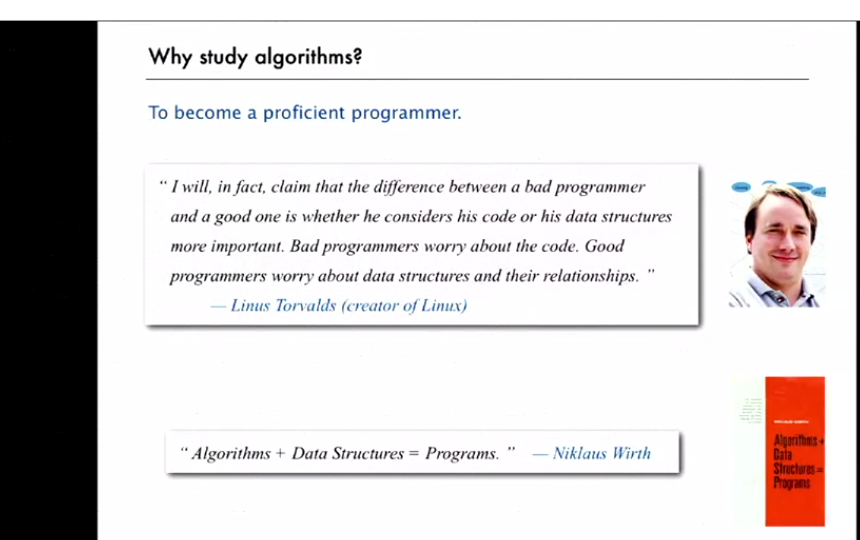 Why study algorithms?
To become a proficient programmer.
“ I will, in fact, claim that the difference between a bad programmer
and a good one is whether he considers his code or his data structures
more important. Bad programmers worry about the code. Good
programmers worry about data structures and their relationships. ”
— Linus Torvalds (creator of Linux)
“ Algorithms + Data Structures = Programs. ” — Niklaus Wirth
Algorithms +
Data
Structures =
Programs